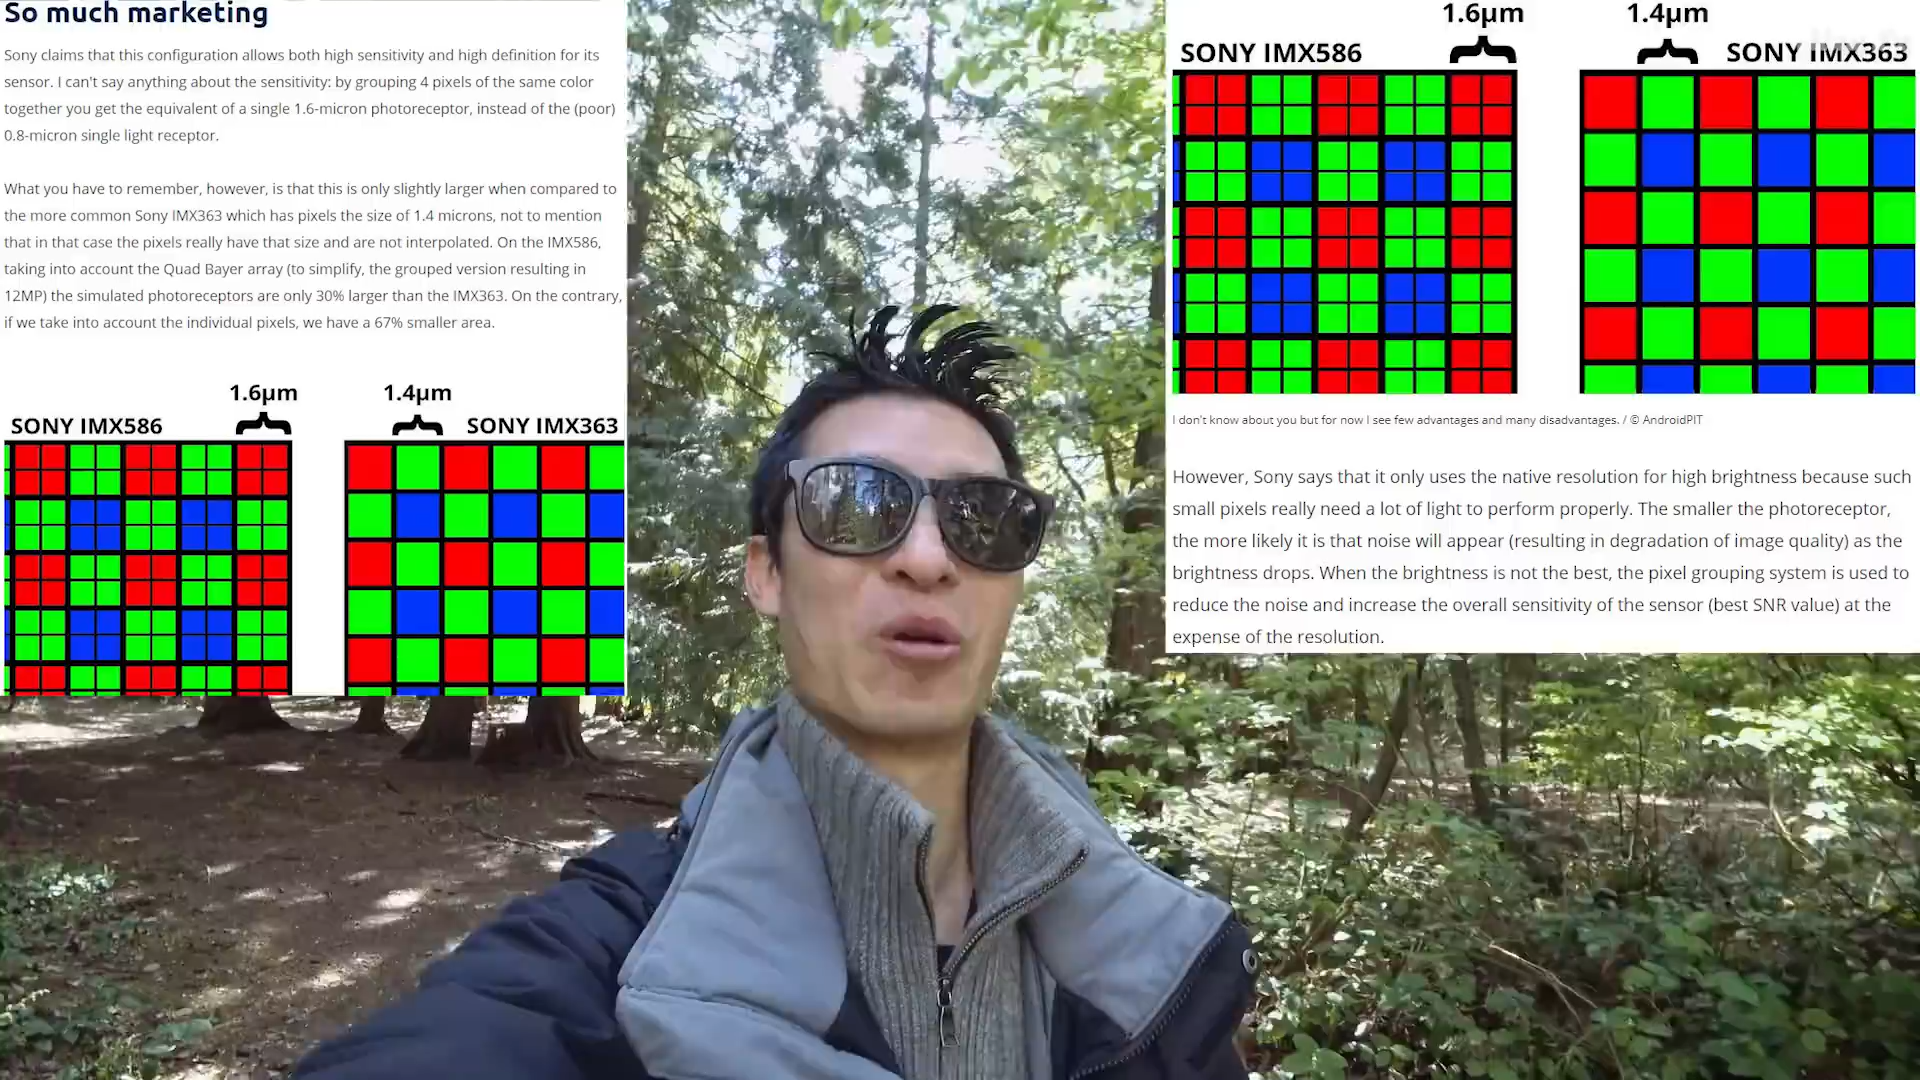 So much marketing
Sony claims that this configuration allows both high sensitivity and high definition for its
sensor. I can't say anything about the sensitivity: by grouping 4 pixels of the same color
together you get the equivalent of a single 1.6-micron photoreceptor, instead of the (poor)
0.8-micron single light receptor.
What you have to remember, however, is that this is only slightly larger when compared to
the more common Sony IMX363 which has pixels the size of 1.4 microns, not to mention
that in that case the pixels really have that size and are not interpolated. On the IMX586,
taking into account the Quad Bayer array (to simplify, the grouped version resulting in
12MP) the simulated photoreceptors are only 30% larger than the IMX363. On the contrary,
if we take into account the individual pixels, we have a 67% smaller area.
1.6μm
1.4μm
SONY IMX586
SONY IMX363
1.6μm
1.4μm
SONY IMX586
SONY IMX363
I don't know about you but for now I see few advantages and many disadvantages. / © AndroidPIT
However, Sony says that it only uses the native resolution for high brightness because such
small pixels really need a lot of light to perform properly. The smaller the photoreceptor,
the more likely it is that noise will appear (resulting in degradation of image quality) as the
brightness drops. When the brightness is not the best, the pixel grouping system is used to
reduce the noise and increase the overall sensitivity of the sensor (best SNR value) at the
expense of the resolution.